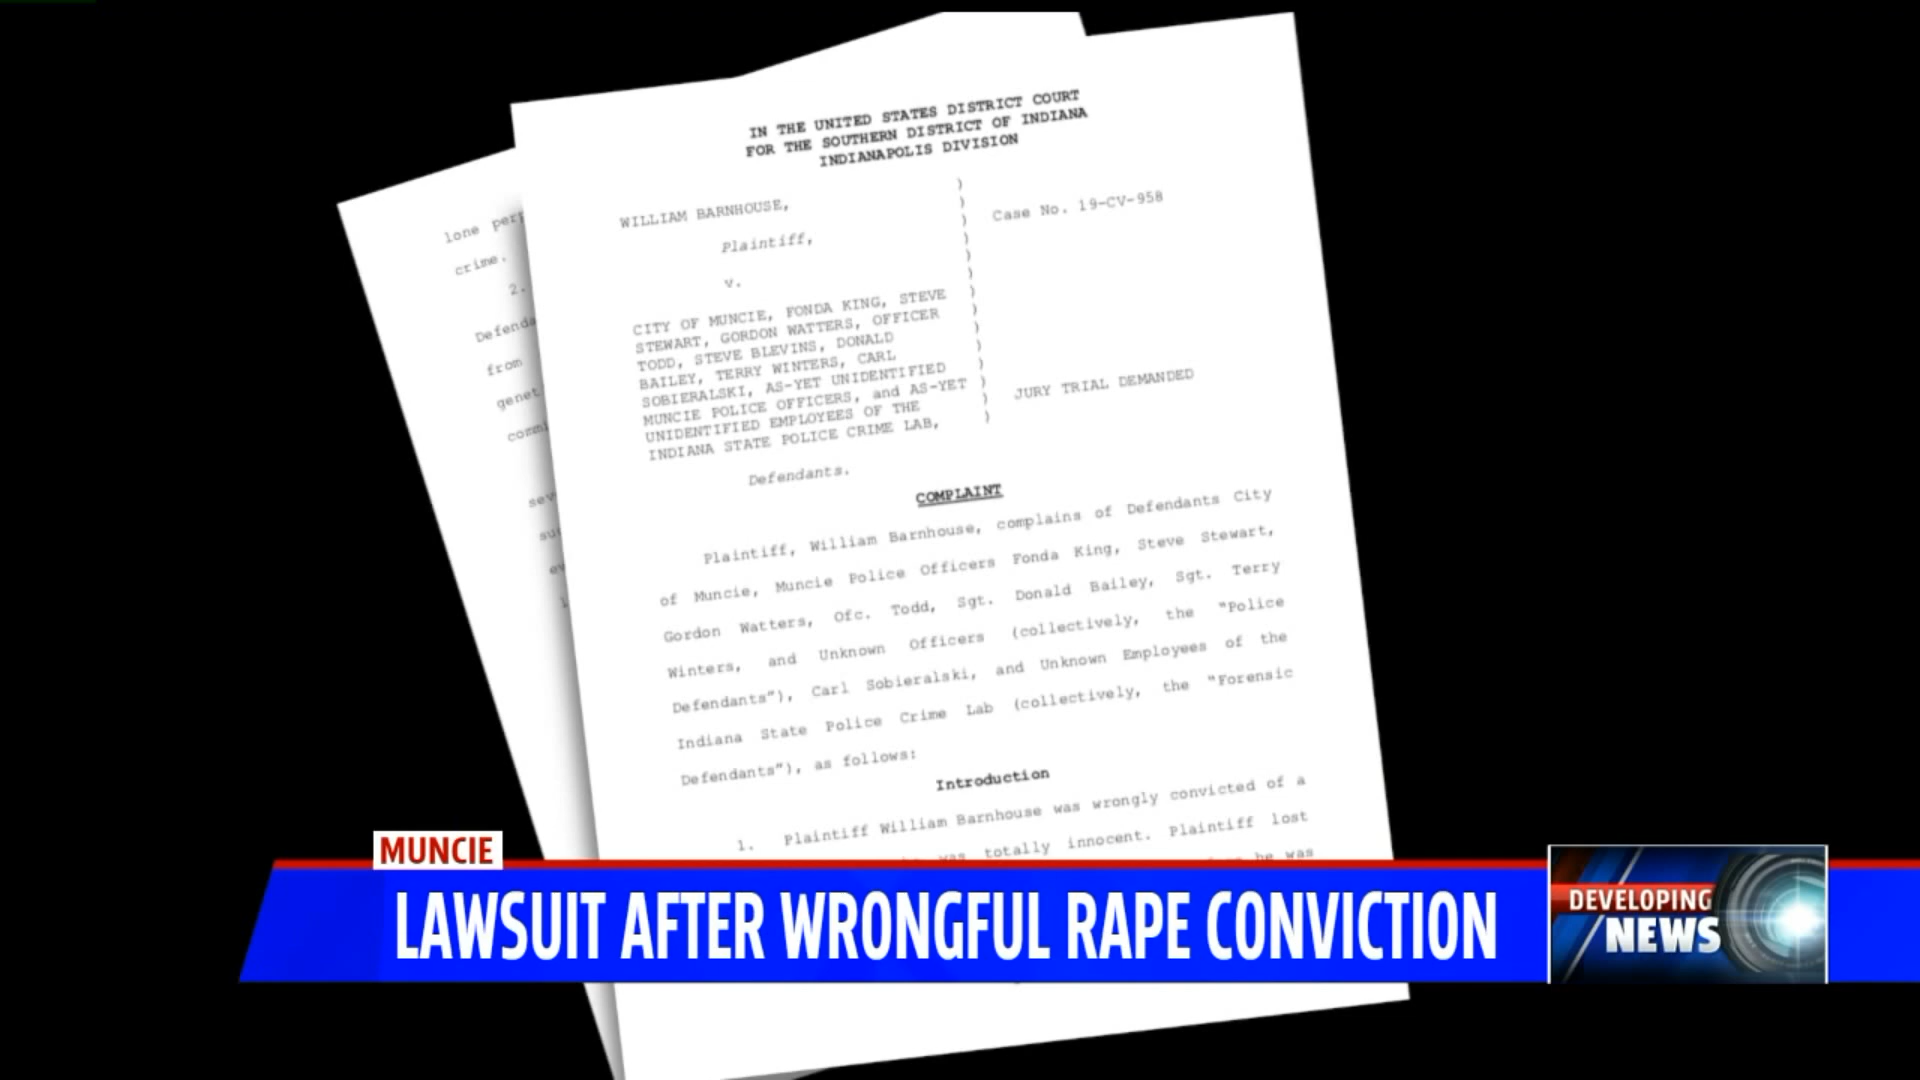 IN THE UNITED STATES DISTRICT COURT
FOR THE SOUTHERN DISTRICT OF INDIANA
INDIANAPOLIS DIVISION
WILLIAM BARNHOUSE,
Plaintiff,
v.
CITY OF MUNCIE, FONDA KING, STEVE
STEWART, GORDON WATTERS, OFFICER
TODD, STEVE BLEVINS, DONALD
BAILEY, TERRY WINTERS, CARL
SOBIERALSKI, AS-YET UNIDENTIFIED
MUNCIE POLICE OFFICERS, and AS-YET
UNIDENTIFIED EMPLOYEES OF THE
INDIANA STATE POLICE CRIME LAB,
Defendants.
)
)
)
)
)
)
)
)
)
)
)
)
)
)
Case No. 19-CV-958
JURY TRIAL DEMANDED
COMPLAINT
Plaintiff, William Barnhouse, complains of Defendants City
of Muncie, Muncie Police Officers Fonda King, Steve Stewart,
Gordon Watters, Ofc. Todd, Sgt. Donald Bailey, Sgt. Terry
Winters, and Unknown Officers (collectively, the "Police
Defendants"), Carl Sobieralski, and Unknown Employees of the
Indiana State Police Crime Lab (collectively, the "Forensic
Defendants"), as follows:
Introduction
1. Plaintiff William Barnhouse was wrongly convicted of a
was totally innocent. Plaintiff lost
he was
lone
crime.
2.
from
MUNCIE
LAWSUIT AFTER WRONGFUL RAPE CONVICTION
DEVELOPING
NEWS